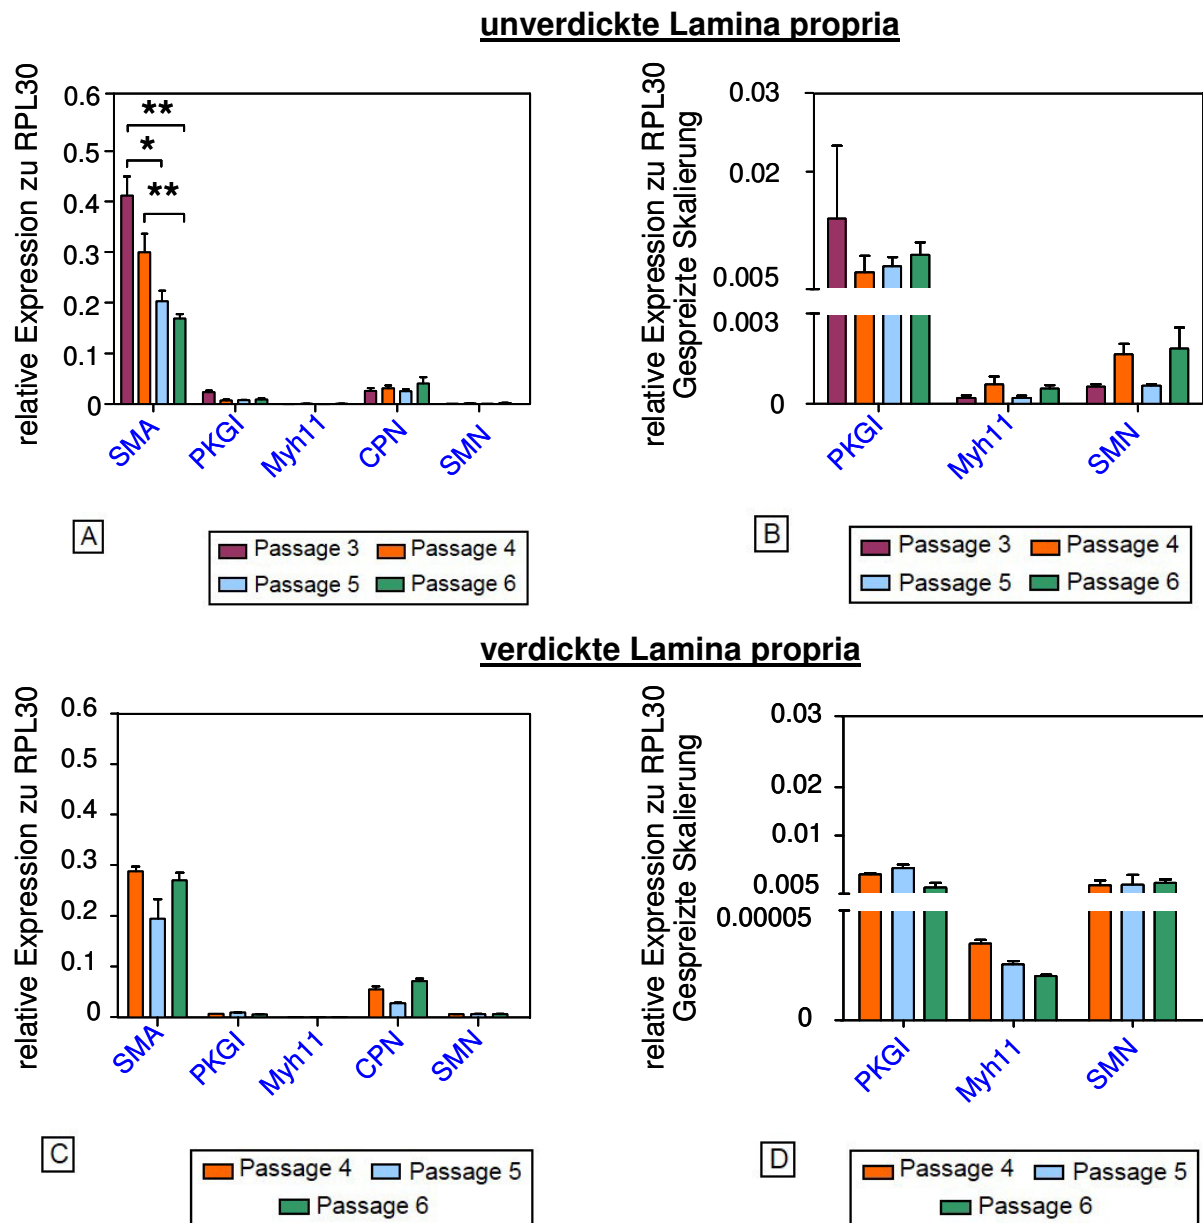 unverdickte Lamina propria
relative Expression zu RPL30
0.6
0.5
0.4
0.3
0.2
0.1
0
**
*
**
SMA
PKGI
Myh11
CPN
SMN
A
Passage 3
Passage 4
Passage 5
Passage 6
relative Expression zu RPL30
Gespreizte Skalierung
0.03
0.02
0.005
0.003
0
PKGI
Myh11
SMN
B
Passage 3
Passage 4
Passage 5
Passage 6
verdickte Lamina propria
relative Expression zu RPL30
0.6
0.5
0.4
0.3
0.2
0.1
0
SMA
PKGI
Myh11
CPN
SMN
C
Passage 4
Passage 5
Passage 6
relative Expression zu RPL30
Gespreizte Skalierung
0.03
0.02
0.01
0.005
0.00005
0
PKGI
Myh11
SMN
D
Passage 4
Passage 5
Passage 6